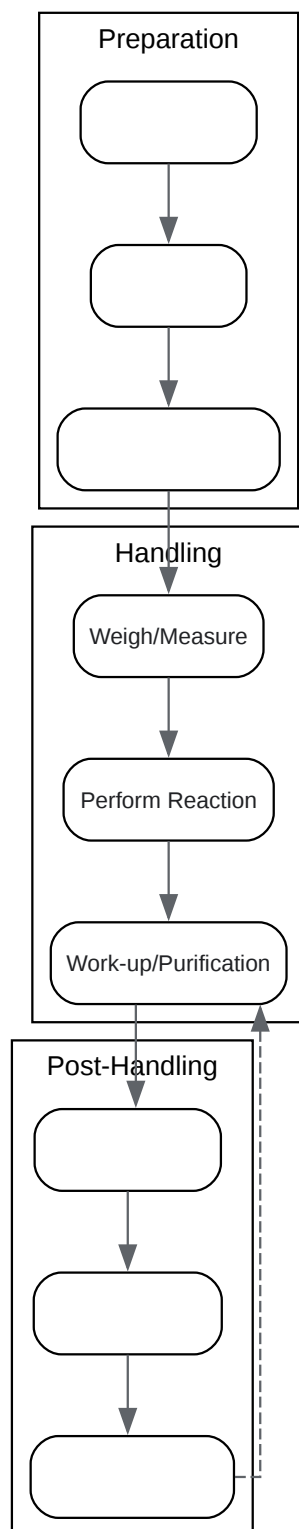 Preparation
Handling
Weigh/Measure
Perform Reaction
Work-up/Purification
Post-Handling